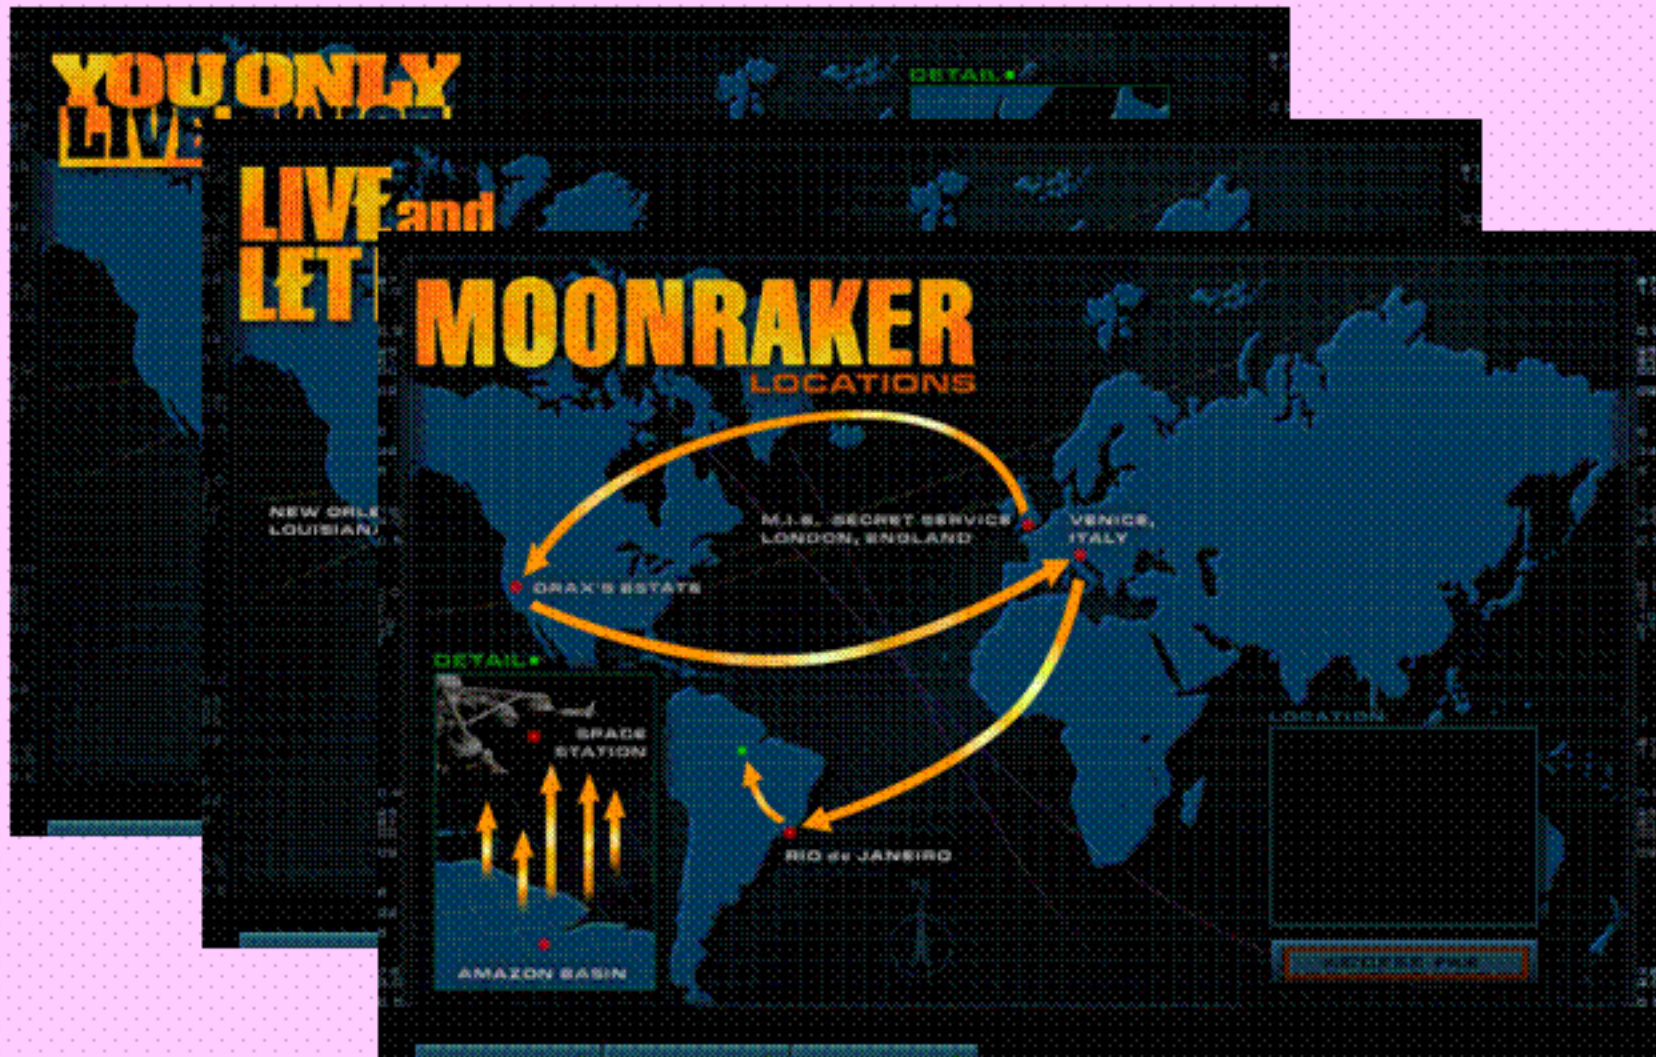 YOU ONLY
LIVE
DETAIL
LIVE and
LET
NEW ORLE
LOUISIAN
MOONRAKER
LOCATIONS
M.I.6. SECRET SERVICE
LONDON, ENGLAND
VENICE,
ITALY
DRAX'S ESTATE
DETAIL
SPACE
STATION
AMAZON BASIN
RIO de JANEIRO
LOCATION
N